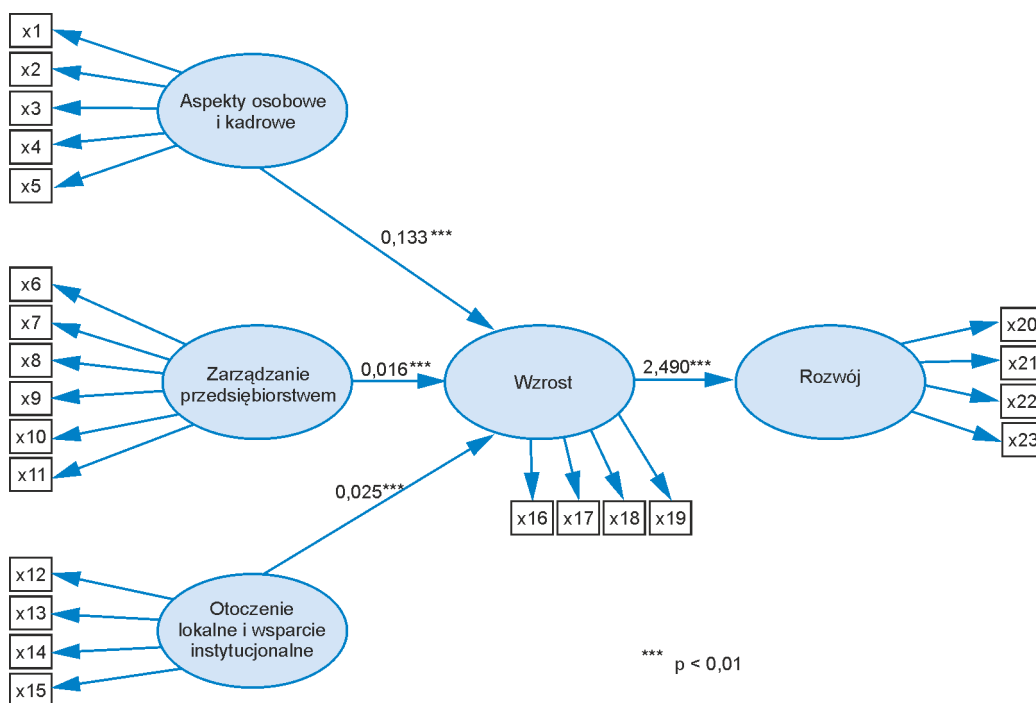 x1
x2
x3
x4
x5
Aspekty osobowe
i kadrowe
0,133 ***
x6
x7
x8
x9
x10
x11
Zarządzanie
przedsiębiorstwem
0,016***
Wzrost
2,490***
Rozwój
x20
x21
x22
x23
0,025***
x16
x17
x18
x19
x12
x13
x14
x15
Otoczenie
lokalne i wsparcie
instytucjonalne
*** p < 0,01